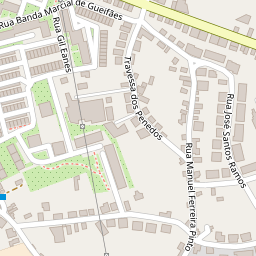 Rua Banda Marcial de Gueifães
Rua Gil Eanes
Travessa dos Penedos
Rua José Santos Ramos
Rua Manuel Ferreira Pinto